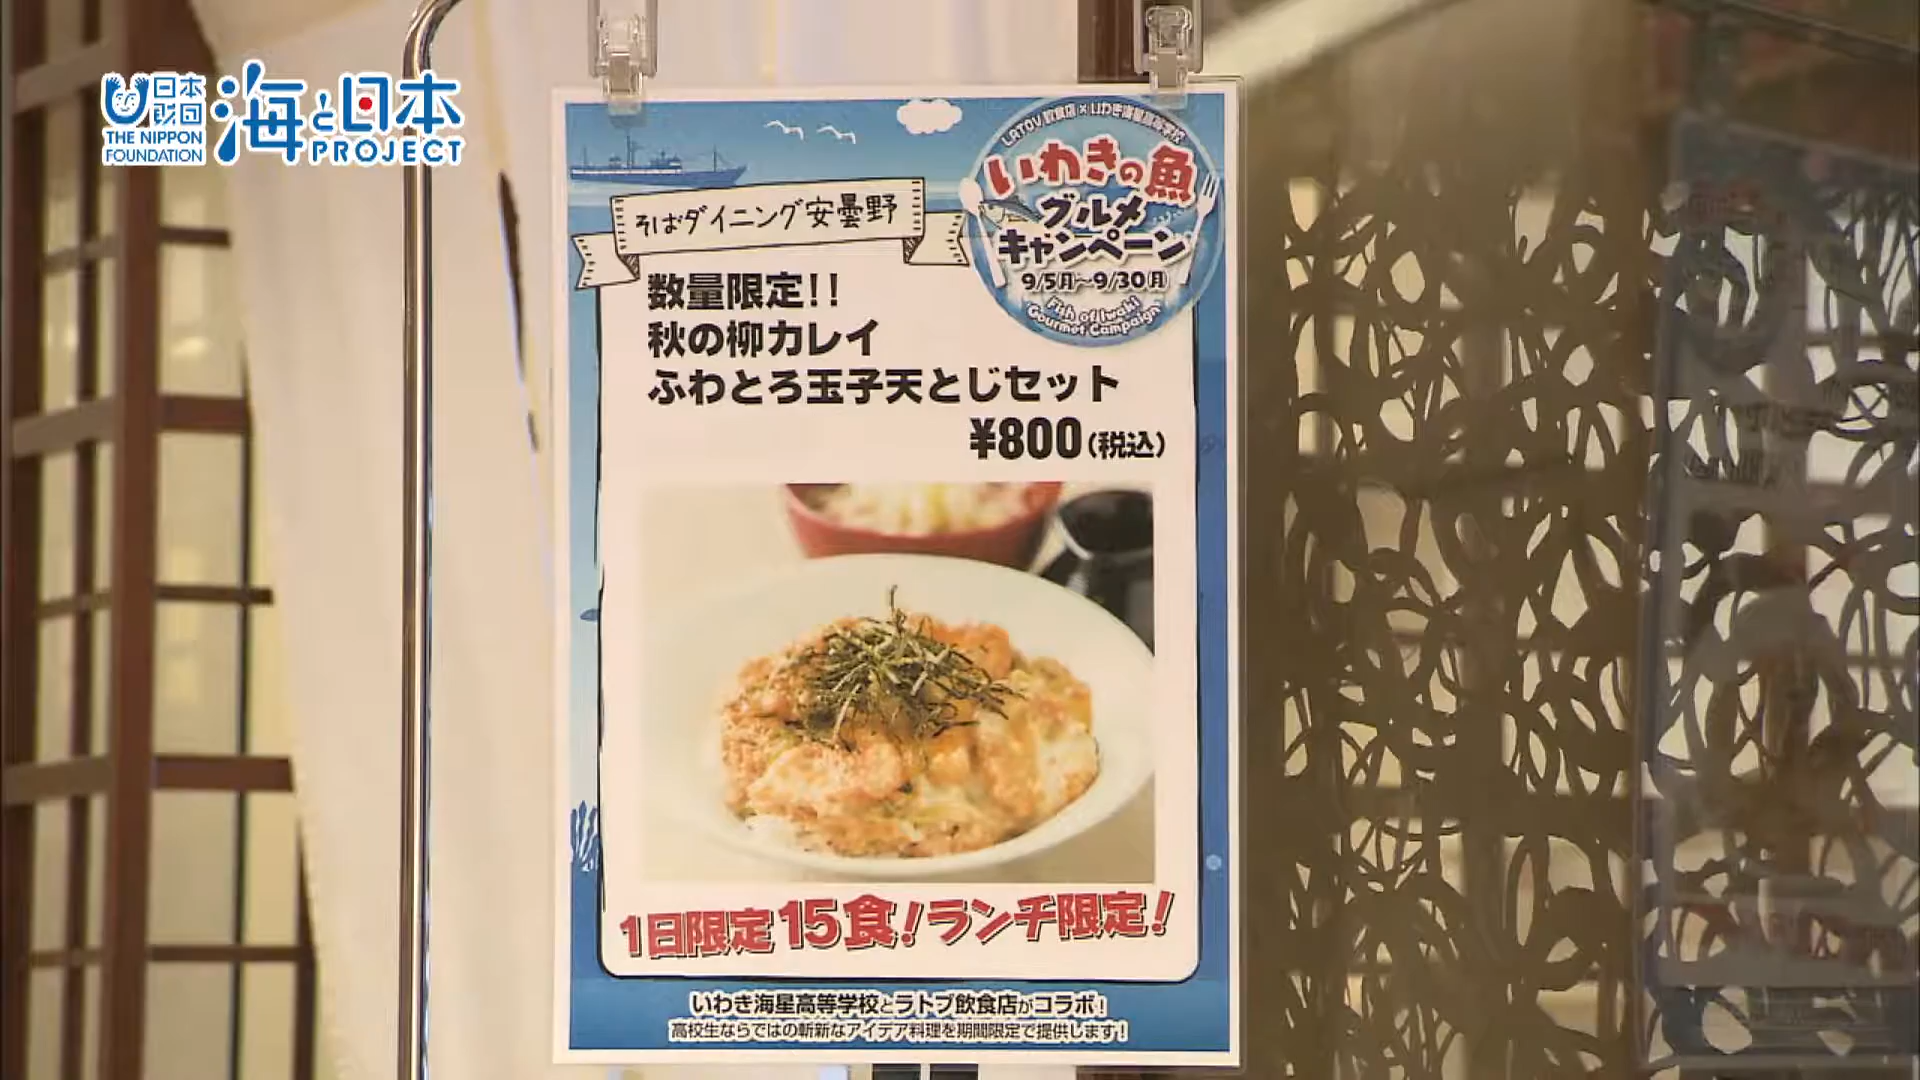 日本
財団
THE NIPPON
FOUNDATION
海と日本
PROJECT
LATOV 飲食店×いわき海星高等学校
いわきの魚
グルメ
キャンペーン
9/5月~9/30月
Fish of Iwaki
Gourmet Campaign
そばダイニング安曇野
数量限定!!
秋の柳カレイ
ふわとろ玉子天とじセット
¥800(税込)
1日限定15食!ランチ限定!
いわき海星高等学校とラトブ飲食店がコラボ!
高校生ならではの斬新なアイデア料理を期間限定で提供します!